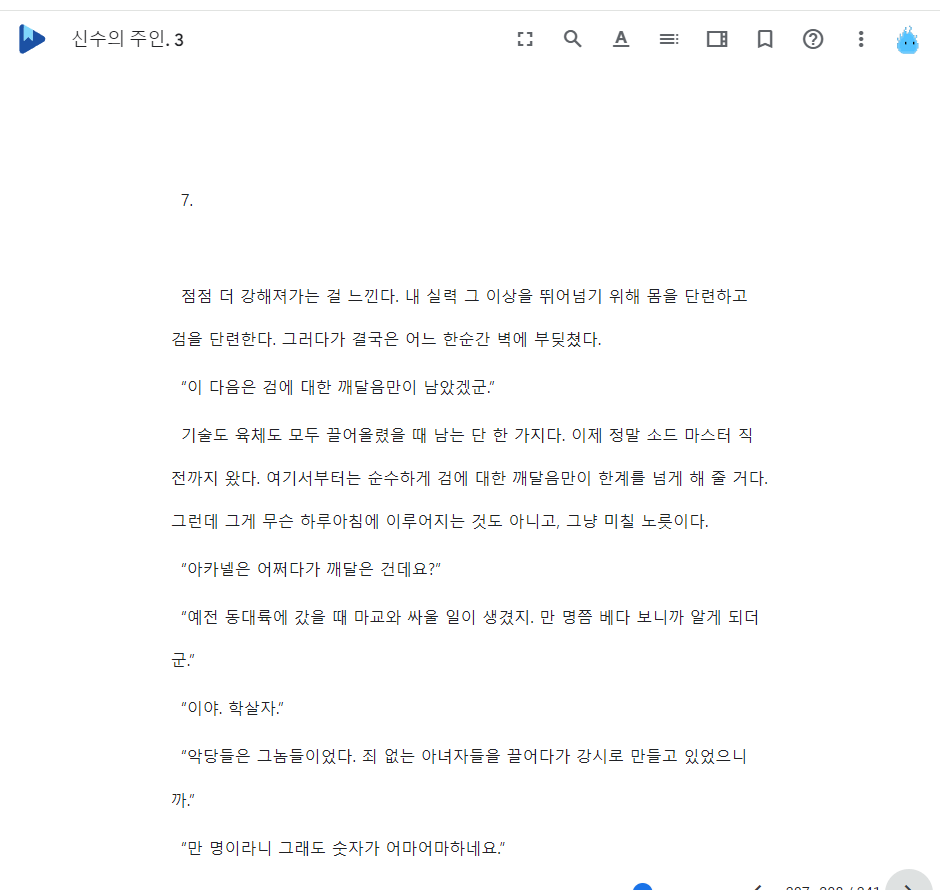 신수의 주인. 3
7.
점점 더 강해져가는 걸 느낀다. 내 실력 그 이상을 뛰어넘기 위해 몸을 단련하고
검을 단련한다. 그러다가 결국은 어느 한순간 벽에 부딪쳤다.
“이 다음은 검에 대한 깨달음만이 남았겠군.”
기술도 육체도 모두 끌어올렸을 때 남는 단 한 가지다. 이제 정말 소드 마스터 직
전까지 왔다. 여기서부터는 순수하게 검에 대한 깨달음만이 한계를 넘게 해 줄 거다.
그런데 그게 무슨 하루아침에 이루어지는 것도 아니고, 그냥 미칠 노릇이다.
“아카넬은 어쩌다가 깨달은 건데요?”
“예전 동대륙에 갔을 때 마교와 싸울 일이 생겼지. 만 명쯤 베다 보니까 알게 되더
군.”
“이야. 학살자.”
“악당들은 그놈들이었다. 죄 없는 아녀자들을 끌어다가 강시로 만들고 있었으니
까.”
“만 명이라니 그래도 숫자가 어마어마하네요.”